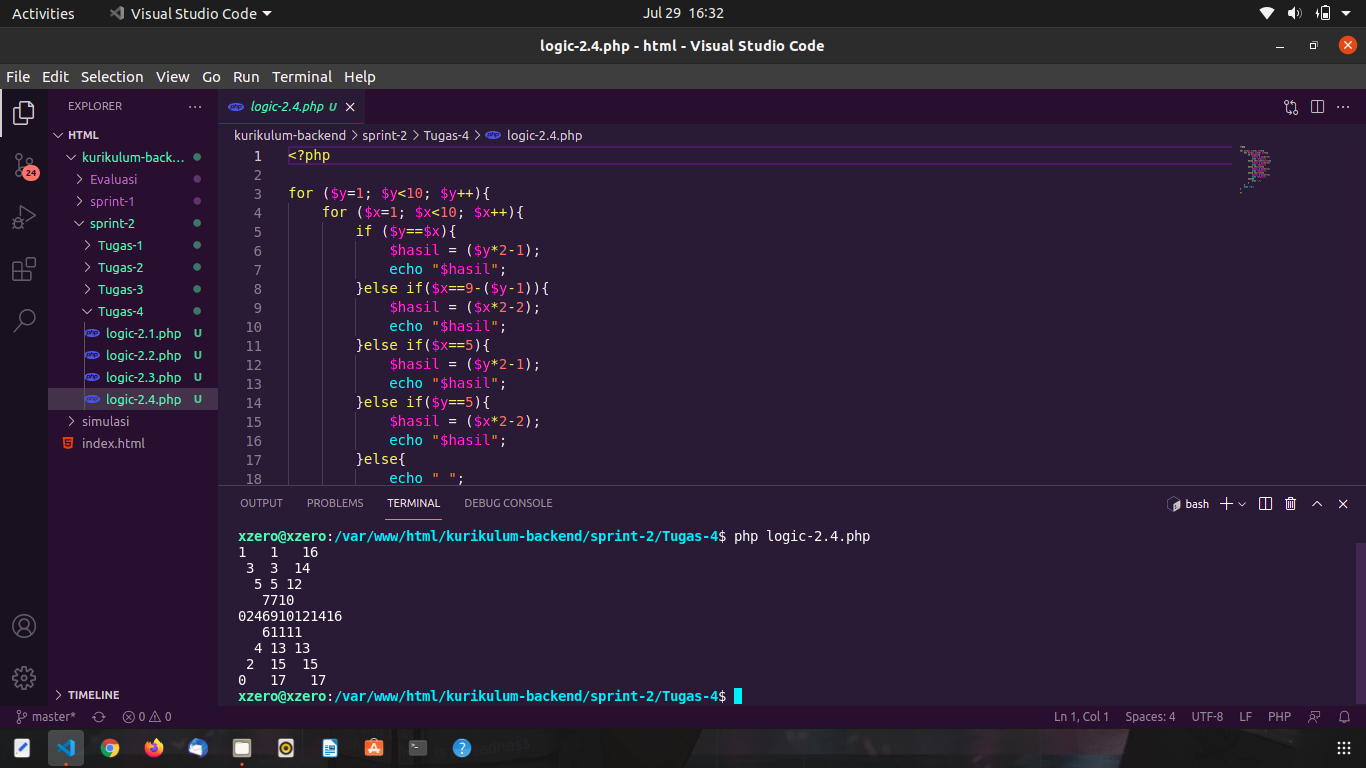 Activities Visual Studio Code Jul 29 16:32
logic-2.4.php - html - Visual Studio Code
File Edit Selection View Go Run Terminal Help
EXPLORER
HTML
kurikulum-back...
Evaluasi
sprint-1
sprint-2
Tugas-1
Tugas-2
Tugas-3
Tugas-4
logic-2.1.php U
logic-2.2.php U
logic-2.3.php U
logic-2.4.php U
simulasi
index.html
TIMELINE
24
logic-2.4.php U
kurikulum-backend > sprint-2 > Tugas-4 > logic-2.4.php
1 <?php
2
3 for ($y=1; $y<10; $y++){
4     for ($x=1; $x<10; $x++){
5         if ($y==$x){
6             $hasil = ($y*2-1);
7             echo "$hasil";
8         }else if($x==9-($y-1)){
9             $hasil = ($x*2-2);
10             echo "$hasil";
11         }else if($x==5){
12             $hasil = ($y*2-1);
13             echo "$hasil";
14         }else if($y==5){
15             $hasil = ($x*2-2);
16             echo "$hasil";
17         }else{
18             echo " ";
OUTPUT PROBLEMS TERMINAL DEBUG CONSOLE bash
xzero@xzero:/var/www/html/kurikulum-backend/sprint-2/Tugas-4$ php logic-2.4.php
1   1   16
 3  3  14
  5 5 12
   7710
0246910121416
   61111
  4 13 13
 2  15  15
0   17   17
xzero@xzero:/var/www/html/kurikulum-backend/sprint-2/Tugas-4$
master* 0 0 Ln 1, Col 1 Spaces: 4 UTF-8 LF PHP